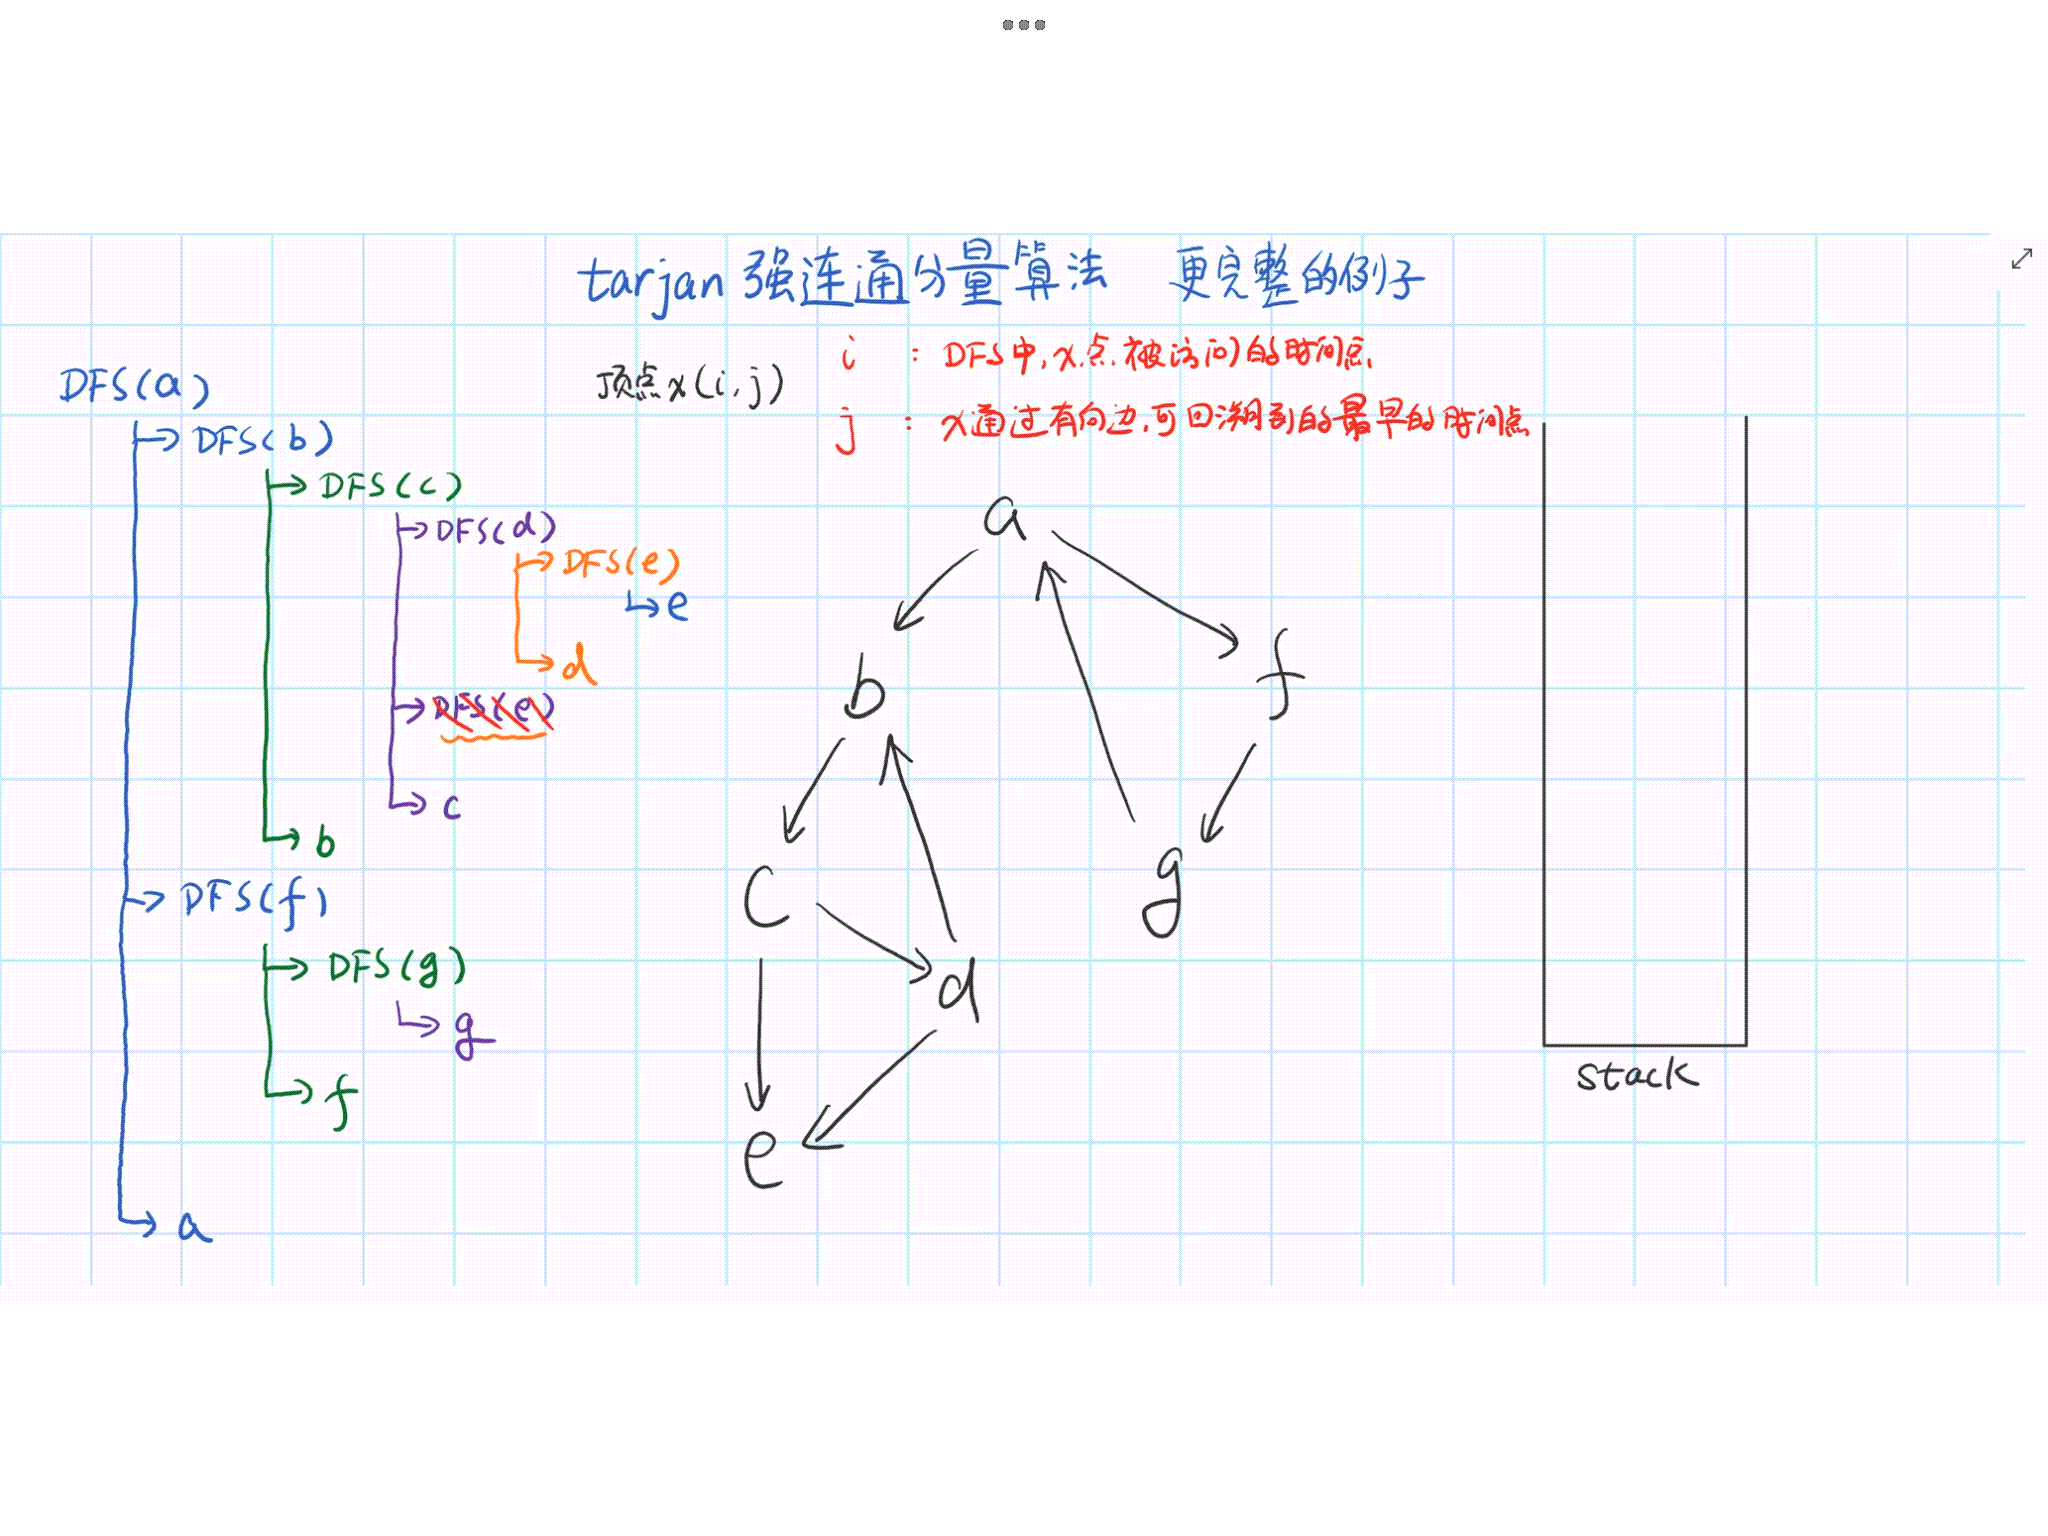 tarjan 强连通分量算法 更完整的例子
顶点x(i,j)
i : DFS中,x点.被访问的时间点.
j : x通过有向边,可回溯到的最早的时间点
DFS(a)
DFS(b)
DFS(c)
DFS(d)
DFS(e)
e
d
DFS(e)
c
b
DFS(f)
DFS(g)
g
f
a
a
b
f
c
g
d
e
stack